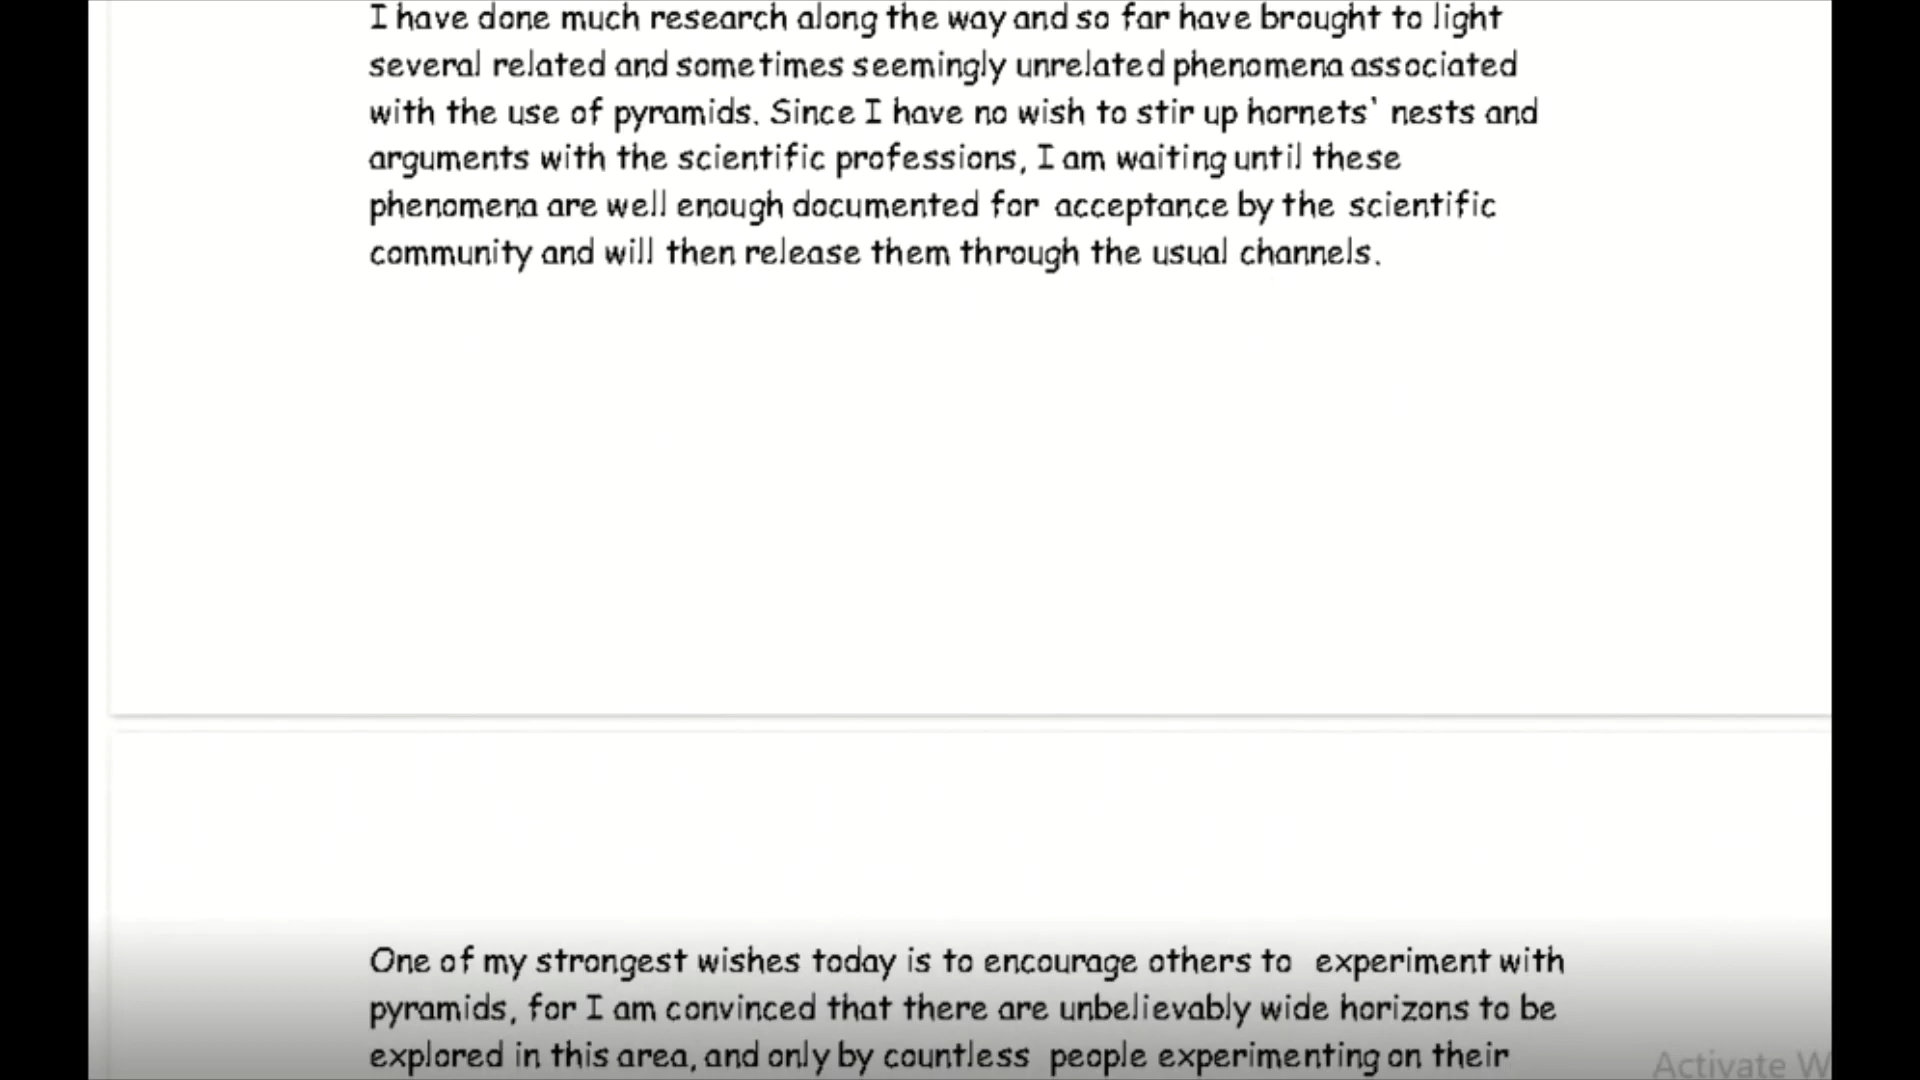 I have done much research along the way and so far have brought to light
several related and sometimes seemingly unrelated phenomena associated
with the use of pyramids. Since I have no wish to stir up hornets' nests and
arguments with the scientific professions, I am waiting until these
phenomena are well enough documented for acceptance by the scientific
community and will then release them through the usual channels.
One of my strongest wishes today is to encourage others to experiment with
pyramids, for I am convinced that there are unbelievably wide horizons to be
explored in this area, and only by countless people experimenting on their
Activate W